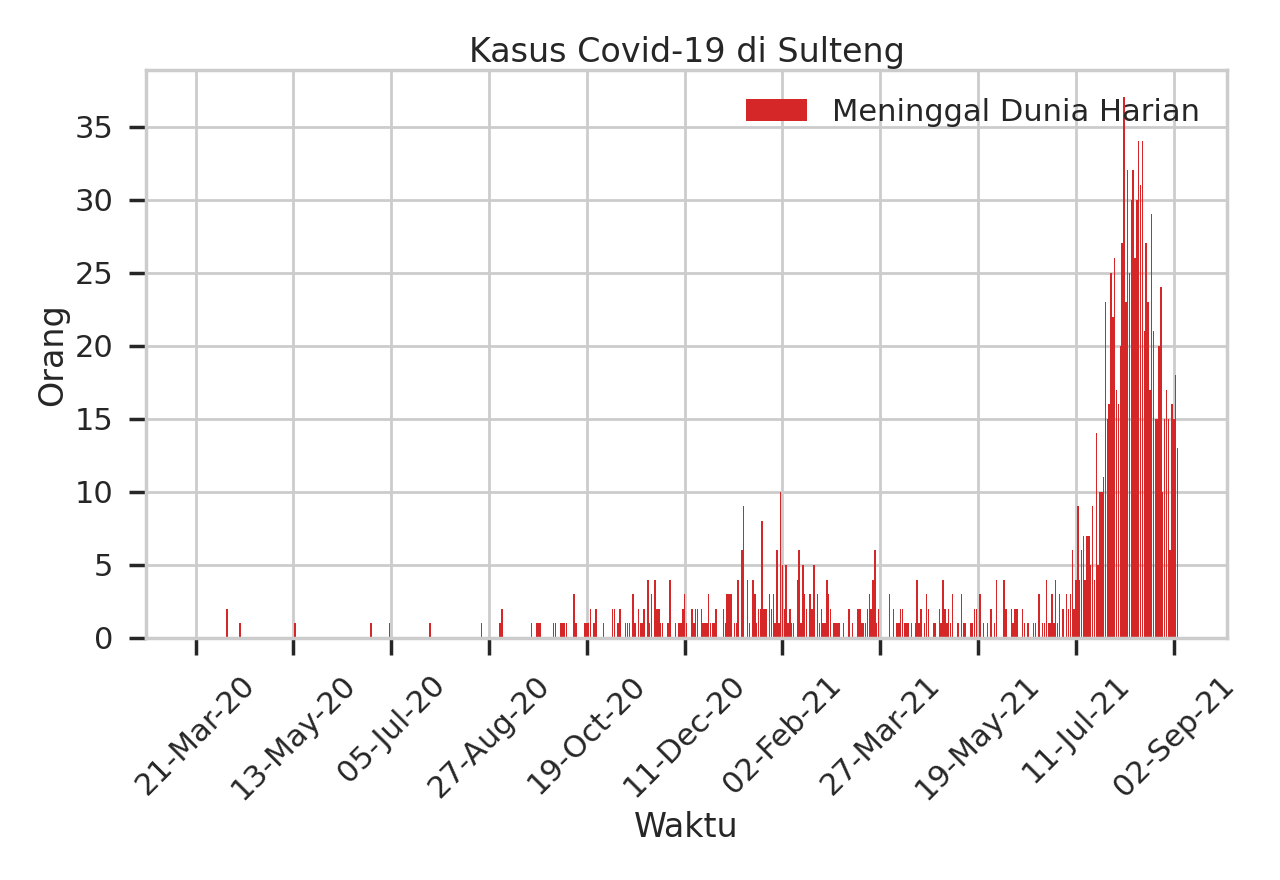 Kasus Covid-19 di Sulteng
Meninggal Dunia Harian
Orang
35
30
25
20
15
10
5
0
21-Mar-20
13-May-20
05-Jul-20
27-Aug-20
19-Oct-20
11-Dec-20
02-Feb-21
27-Mar-21
19-May-21
11-Jul-21
02-Sep-21
Waktu